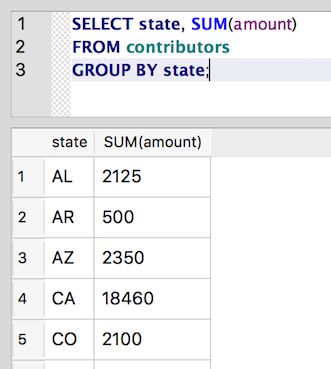 1 SELECT state, SUM(amount)
2 FROM contributors
3 GROUP BY state;
state SUM(amount)
1 AL 2125
2 AR 500
3 AZ 2350
4 CA 18460
5 CO 2100